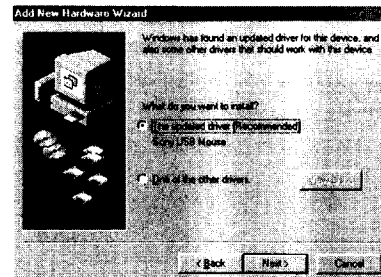 Add New Hardware Wizard
Windows has found an updated driver for this device, and
also some other drivers that should work with this device.
What do you want to install?
The updated driver (Recommended)
Sony USB Mouse
One of the other drivers.
< Back
Next >
Cancel